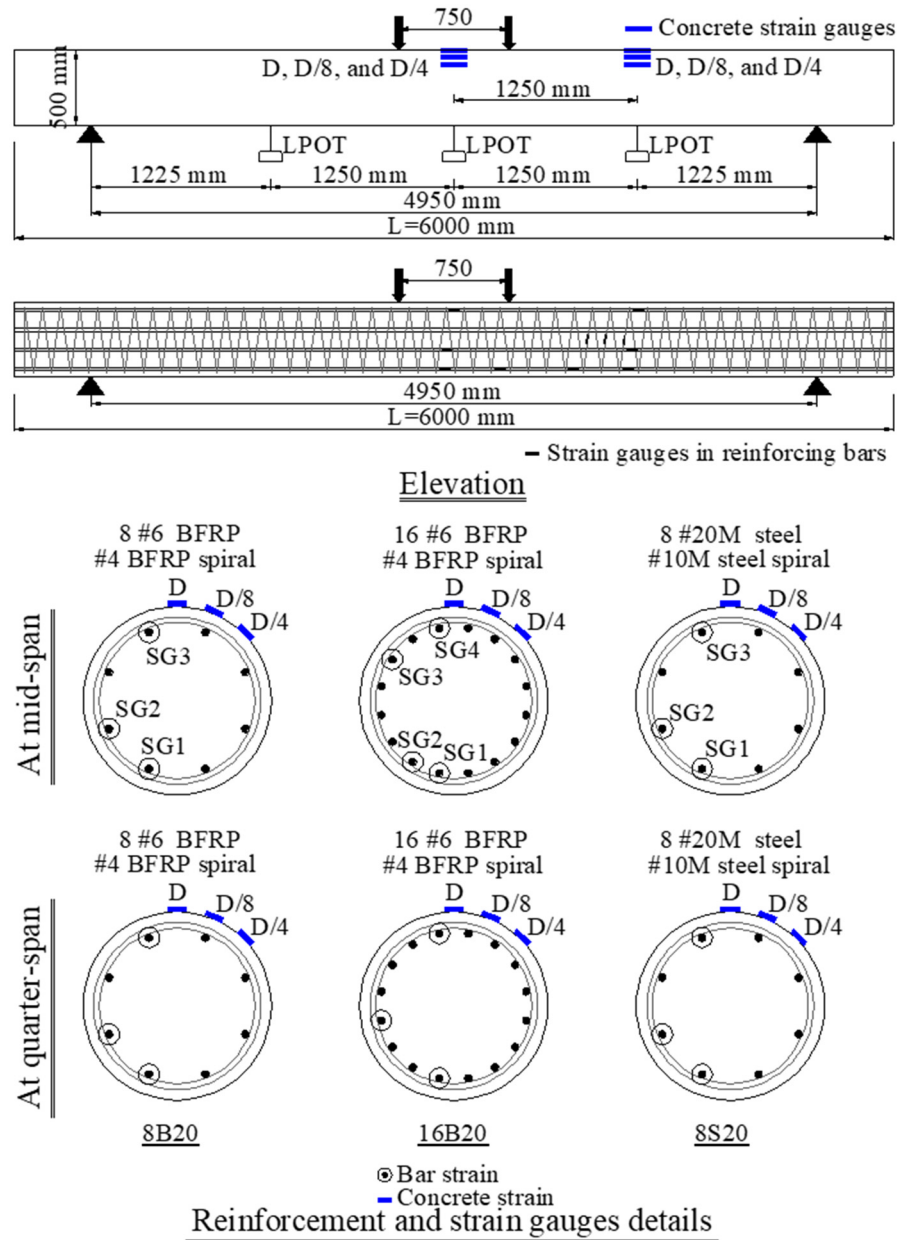 750
Concrete strain gauges
D, D/8, and D/4
D, D/8, and D/4
500 mm
1250 mm
LPOT
LPOT
LPOT
1225 mm
1250 mm
1250 mm
1225 mm
4950 mm
L=6000 mm
750
4950 mm
L=6000 mm
Strain gauges in reinforcing bars
Elevation
8 #6 BFRP
#4 BFRP spiral
16 #6 BFRP
#4 BFRP spiral
8 #20M steel
#10M steel spiral
At mid-span
D
D/8
D/4
SG3
SG2
SG1
D
D/8
D/4
SG4
SG3
SG2
SG1
D
D/8
D/4
SG3
SG2
SG1
8 #6 BFRP
#4 BFRP spiral
16 #6 BFRP
#4 BFRP spiral
8 #20M steel
#10M steel spiral
At quarter-span
D
D/8
D/4
D
D/8
D/4
D
D/8
D/4
8B20
16B20
8S20
Bar strain
Concrete strain
Reinforcement and strain gauges details